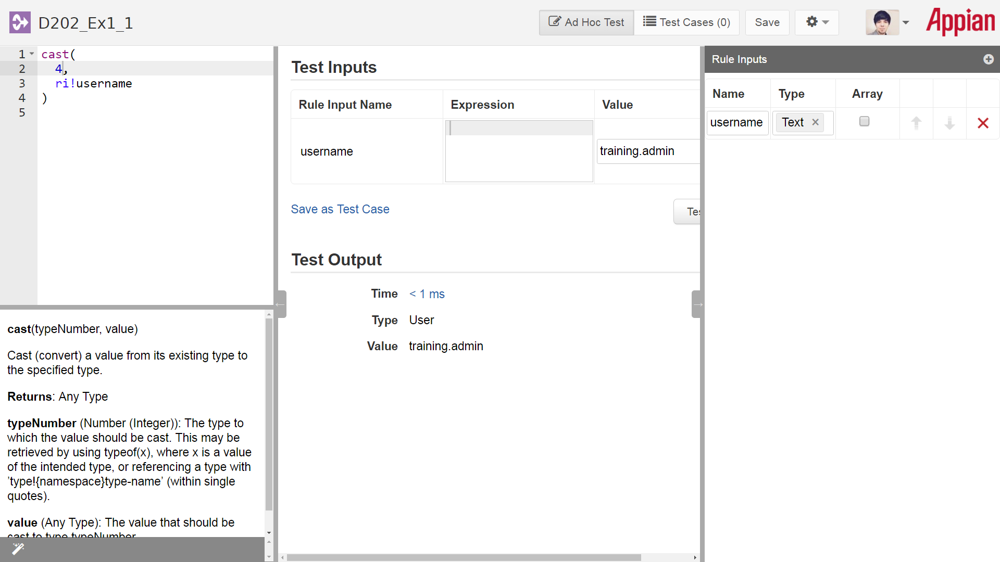 D202_Ex1_1
Ad Hoc Test
Test Cases (0)
Save
Appian
1 cast(
2 4,
3 ri!username
4 )
5
cast(typeNumber, value)
Cast (convert) a value from its existing type to
the specified type.
Returns: Any Type
typeNumber (Number (Integer)): The type to
which the value should be cast. This may be
retrieved by using typeof(x), where x is a value
of the intended type, or referencing a type with
’type!{namespace}type-name’ (within single
quotes).
value (Any Type): The value that should be
cast to type typeNumber
Test Inputs
Rule Input Name Expression Value
username training.admin
Save as Test Case
Tes
Test Output
Time < 1 ms
Type User
Value training.admin
Rule Inputs
Name Type Array
username Text ×